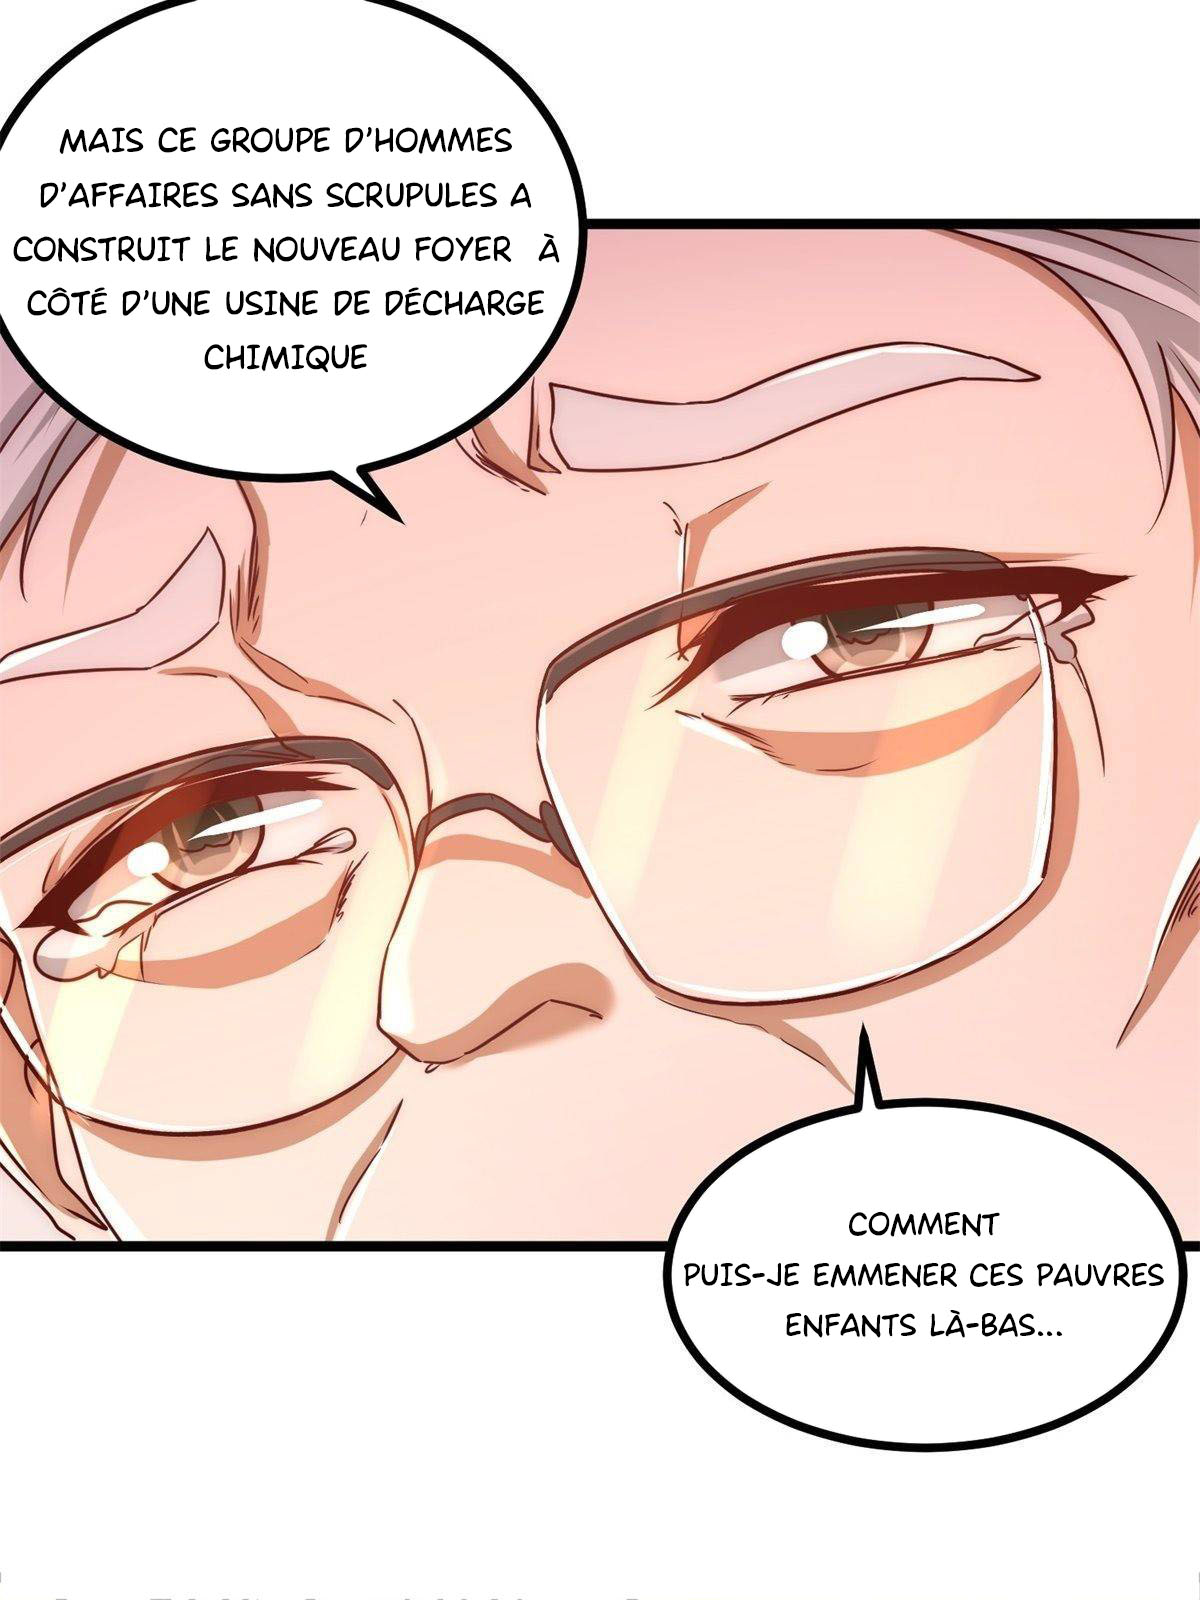 MAIS CE GROUPE D'HOMMES
D'AFFAIRES SANS SCRUPULES A
CONSTRUIT LE NOUVEAU FOYER À
CÔTÉ D'UNE USINE DE DÉCHARGE
CHIMIQUE
COMMENT
PUIS-JE EMMENER CES PAUVRES
ENFANTS LÀ-BAS...